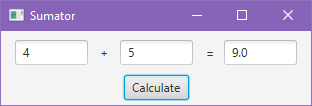 Sumator
4 + 5 = 9.0
Calculate